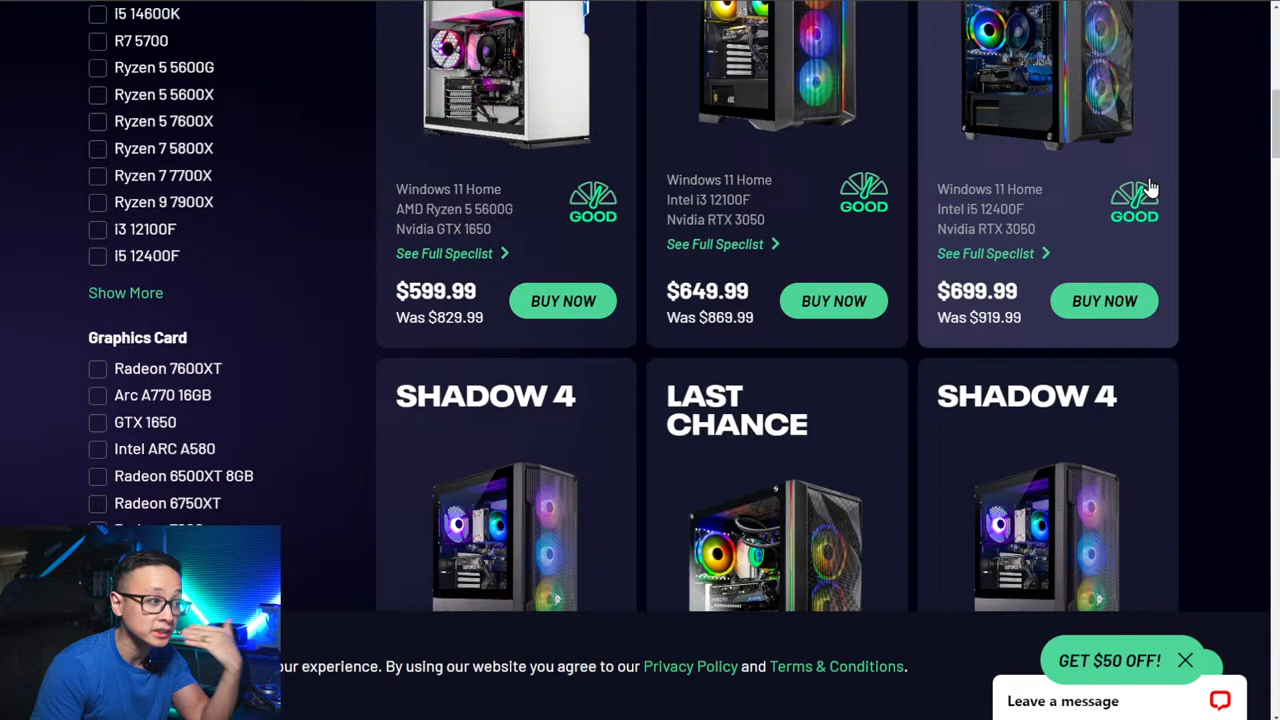 i5 14600K
R7 5700
Ryzen 5 5600G
Ryzen 5 5600X
Ryzen 5 7600X
Ryzen 7 5800X
Ryzen 7 7700X
Ryzen 9 7900X
i3 12100F
i5 12400F
Show More
Graphics Card
Radeon 7600XT
Arc A770 16GB
GTX 1650
Intel ARC A580
Radeon 6500XT 8GB
Radeon 6750XT
Windows 11 Home
AMD Ryzen 5 5600G
Nvidia GTX 1650
GOOD
See Full Speclist
$599.99
Was $829.99
BUY NOW
Windows 11 Home
Intel i3 12100F
Nvidia RTX 3050
GOOD
See Full Speclist
$649.99
Was $869.99
BUY NOW
Windows 11 Home
Intel i5 12400F
Nvidia RTX 3050
GOOD
See Full Speclist
$699.99
Was $919.99
BUY NOW
SHADOW 4
LAST
CHANCE
SHADOW 4
our experience. By using our website you agree to our Privacy Policy and Terms & Conditions.
GET $50 OFF!
Leave a message